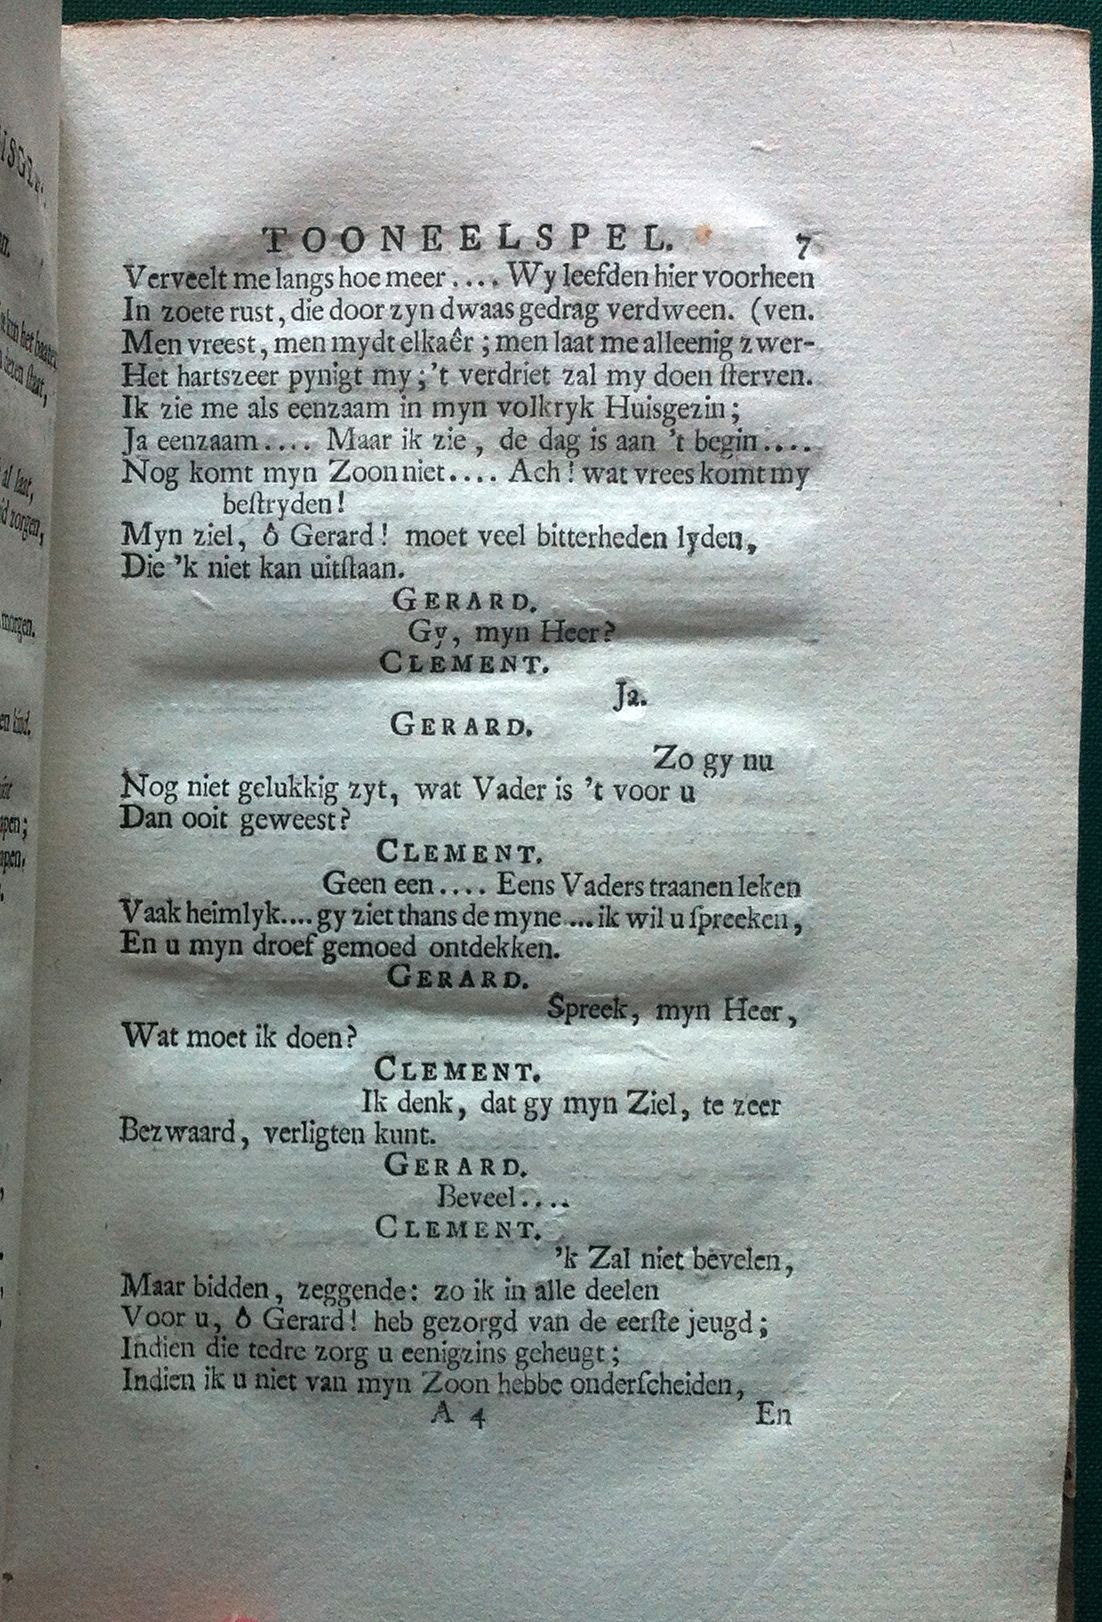 TOONEELSPEL. 7
Verveelt me langs hoe meer.... Wy leefden hier voorheen
In zoete rust, die door zyn dwaas gedrag verdween. (ven.
Men vreest, men mydt elkaêr; men laat me alleenig zwer-
Het hartszeer pynigt my; 't verdriet zal my doen ſterven.
Ik zie me als eenzaam in myn volkryk Huisgezin;
Ja eenzaam.... Maar ik zie, de dag is aan 't begin....
Nog komt myn Zoon niet.... Ach! wat vrees komt my
beſtryden!
Myn ziel, ô Gerard! moet veel bitterheden lyden,
Die 'k niet kan uitſtaan.
GERARD.
Gy, myn Heer?
CLEMENT.
Ja.
GERARD.
Zo gy nu
Nog niet gelukkig zyt, wat Vader is 't voor u
Dan ooit geweest?
CLEMENT.
Geen een.... Eens Vaders traanen leken
Vaak heimlyk.... gy ziet thans de myne... ik wil u ſpreeken,
En u myn droef gemoed ontdekken.
GERARD.
Spreek, myn Heer,
Wat moet ik doen?
CLEMENT.
Ik denk, dat gy myn Ziel, te zeer
Bezwaard, verligten kunt.
GERARD.
Beveel....
CLEMENT.
'k Zal niet bevelen,
Maar bidden, zeggende: zo ik in alle deelen
Voor u, ô Gerard! heb gezorgd van de eerſte jeugd;
Indien die tedre zorg u eenigzins geheugt;
Indien ik u niet van myn Zoon hebbe onderſcheiden,
A 4 En